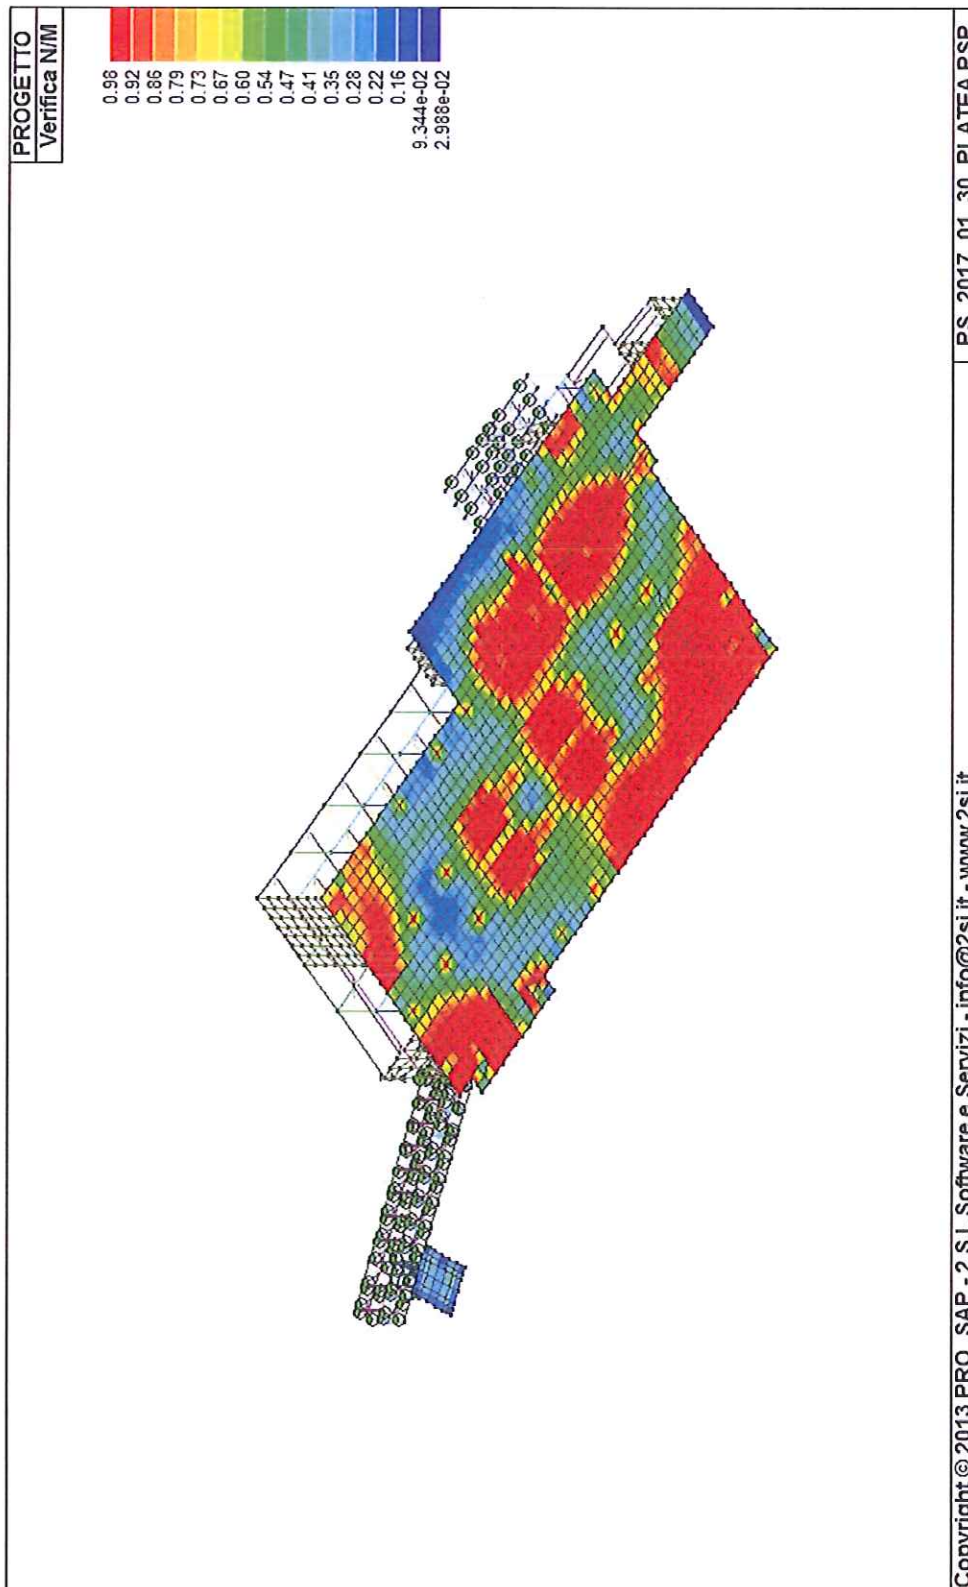 PROGETTO
Verifica N/M
0.98
0.92
0.86
0.79
0.73
0.67
0.60
0.54
0.47
0.41
0.35
0.28
0.22
0.16
9.344e-02
2.988e-02
Copyright © 2013 PRO_SAP - 2 S.I. Software e Servizi - info@2si.it - www.2si.it
PS_2017_01_30_PLATEA.PSP